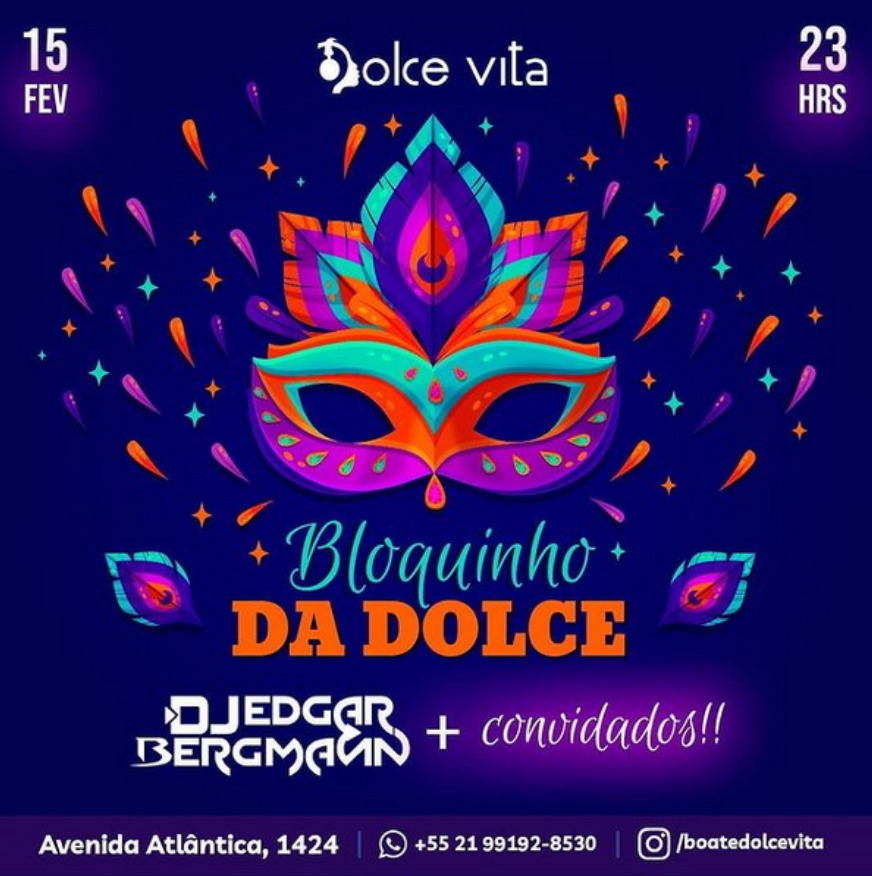 15
FEV
Dolce vita
23
HRS
Bloquinho
DA DOLCE
DJ EDGAR
BERGMANN
+ convidados!!
Avenida Atlântica, 1424 | +55 21 99192-8530 | /boatedolcevita